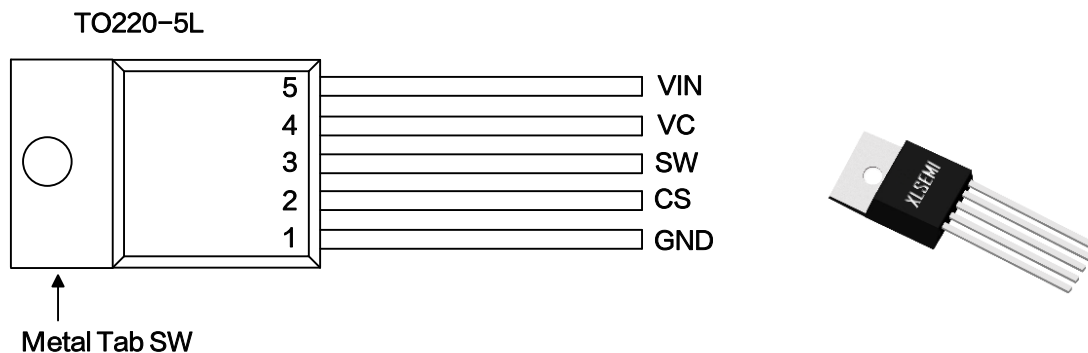 TO220-5L
5 VIN
4 VC
3 SW
2 CS
1 GND
Metal Tab SW
XLSEMI